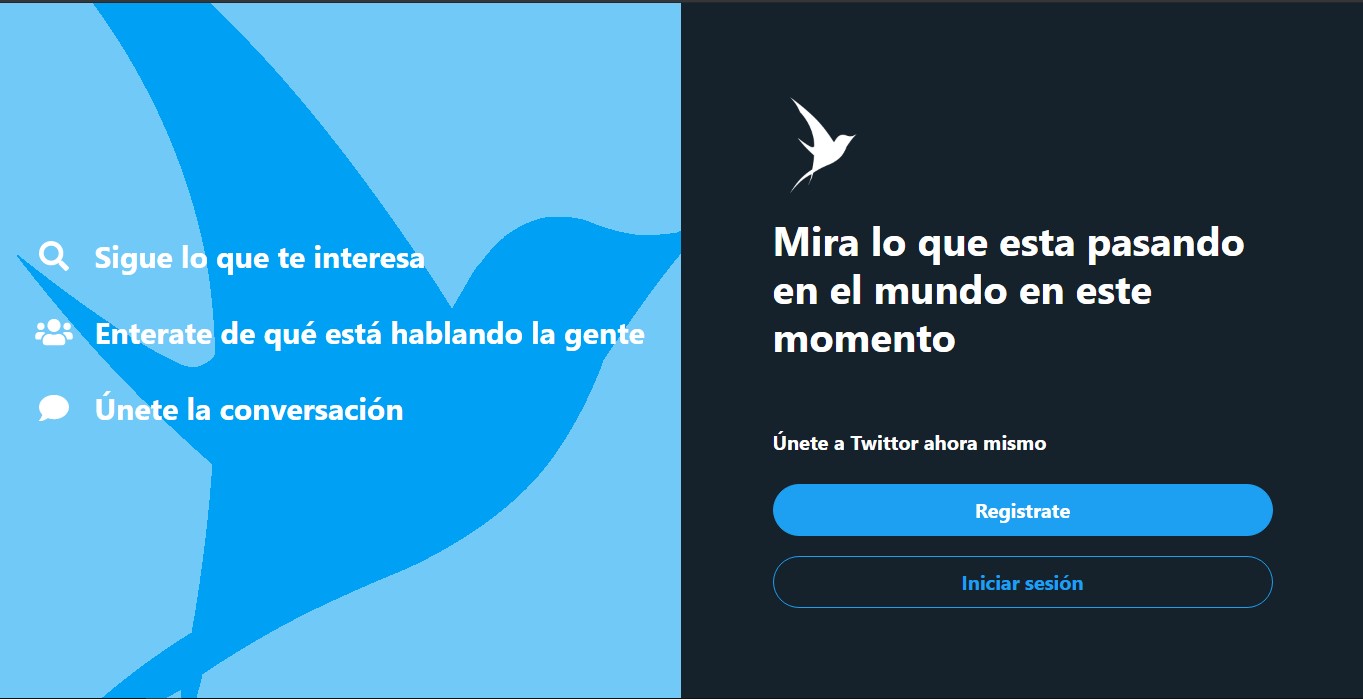 Sigue lo que te interesa
Enterate de qué está hablando la gente
Únete la conversación
Mira lo que esta pasando
en el mundo en este
momento
Únete a Twittor ahora mismo
Registrate
Iniciar sesión